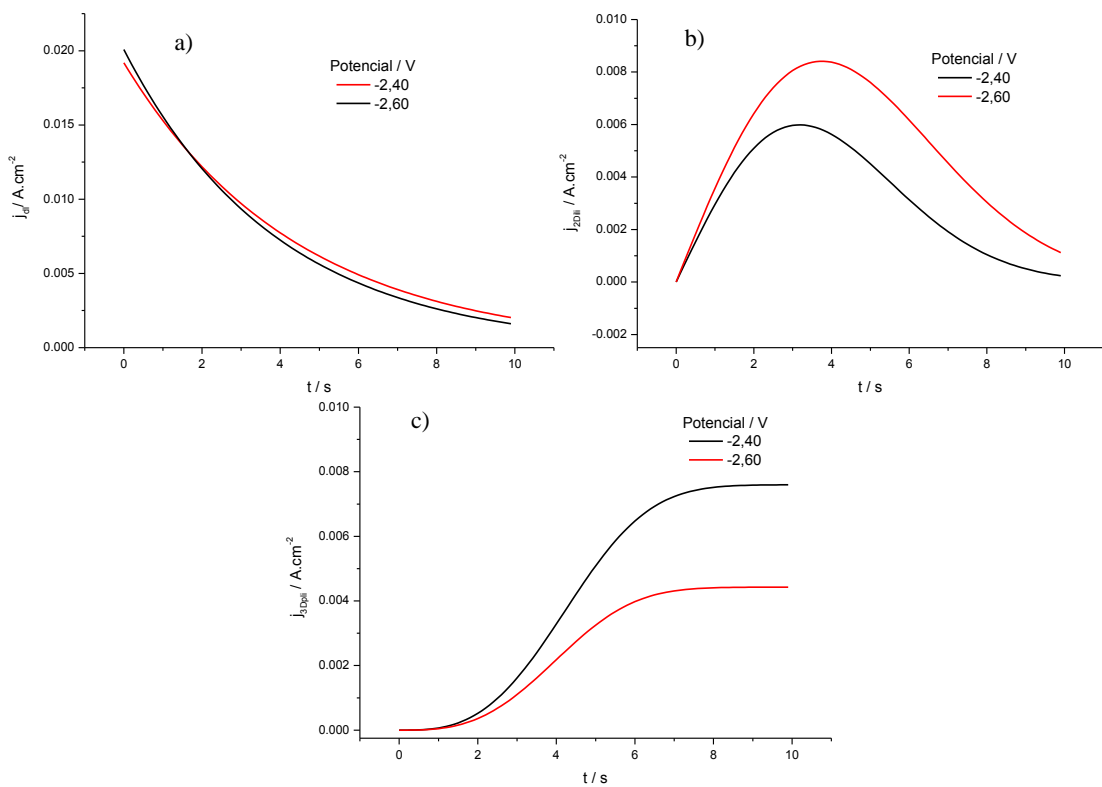 a)
Potencial / V
-2,40
-2,60
0.020
0.015
0.010
0.005
0.000
j_dl/ A.cm^-2
0 2 4 6 8 10
t / s
b)
Potencial / V
-2,40
-2,60
0.010
0.008
0.006
0.004
0.002
0.000
-0.002
j_2Dili / A.cm^-2
0 2 4 6 8 10
t / s
c)
Potencial / V
-2,40
-2,60
0.010
0.008
0.006
0.004
0.002
0.000
j_3Dpli / A.cm^-2
0 2 4 6 8 10
t / s